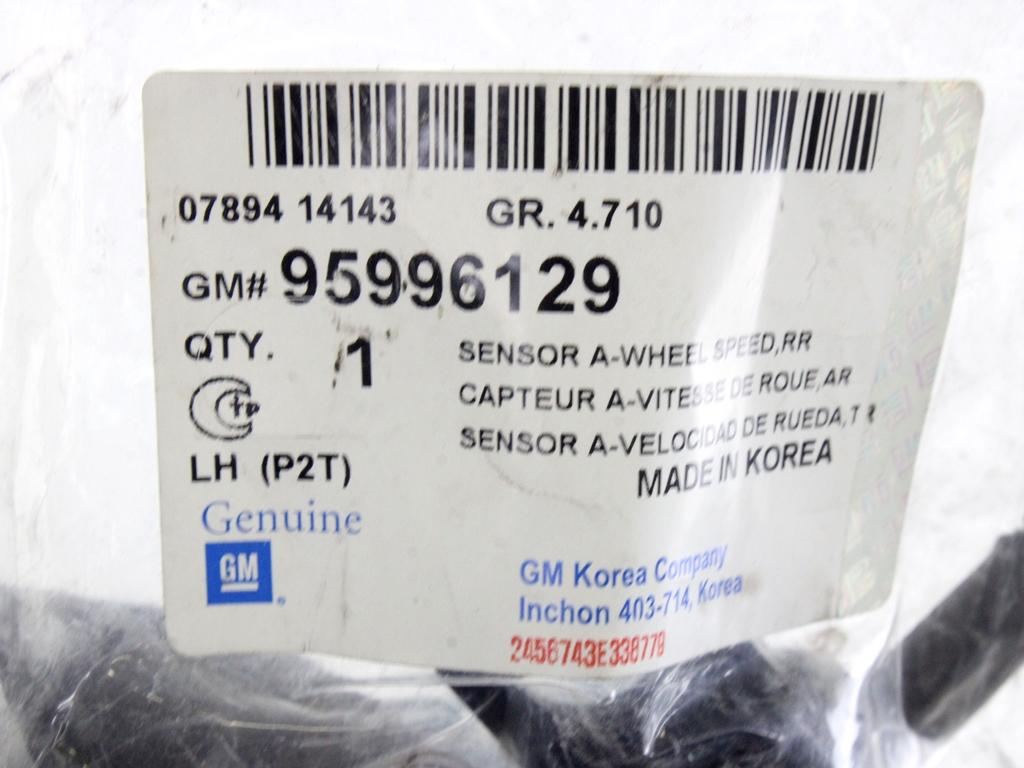 07894 14143 GR. 4.710
GM# 95996129
QTY. 1
SENSOR A-WHEEL SPEED,RR
CAPTEUR A-VITESSE DE ROUE,AR
SENSOR A-VELOCIDAD DE RUEDA,T
MADE IN KOREA
LH (P2T)
Genuine
GM
GM Korea Company
Inchon 403-714, Korea
2456743E338779